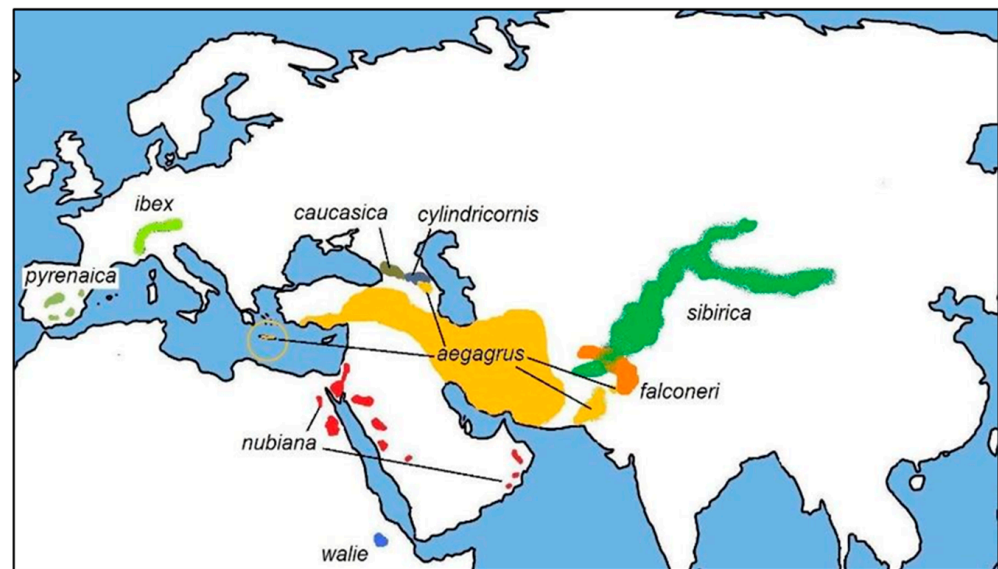 ibex
caucasica
cylindricornis
pyrenaica
sibirica
aegagrus
falconeri
nubiana
walie